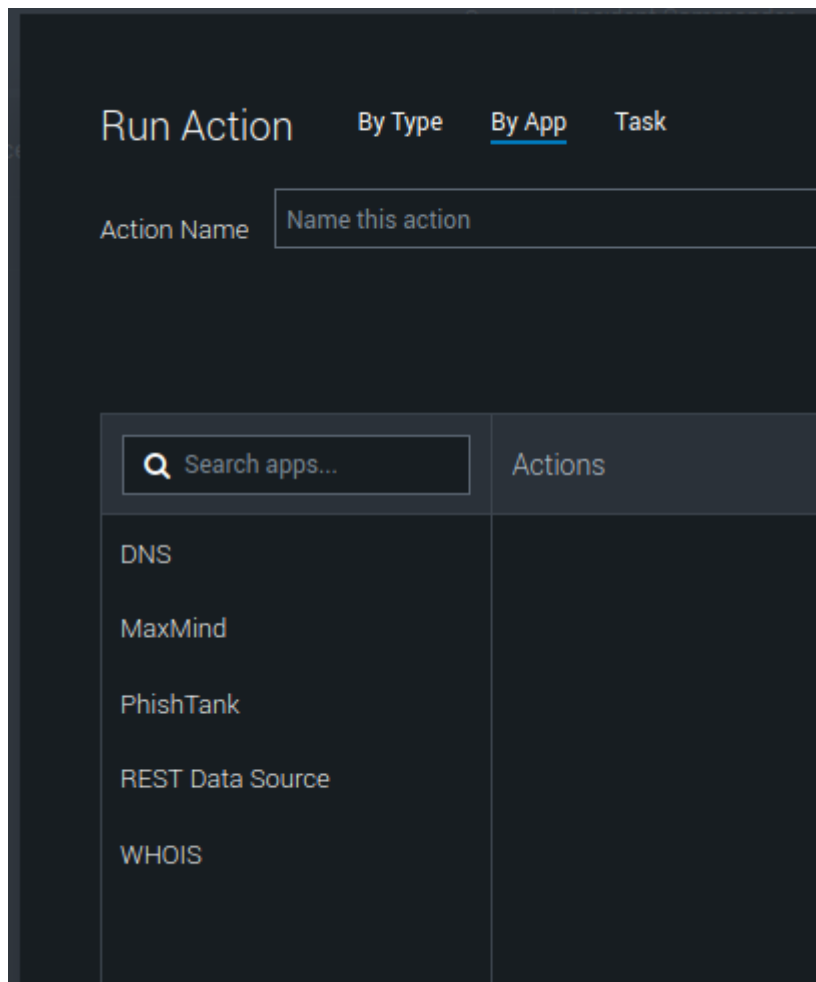 Run Action By Type By App Task
Action Name Name this action
Search apps... Actions
DNS
MaxMind
PhishTank
REST Data Source
WHOIS